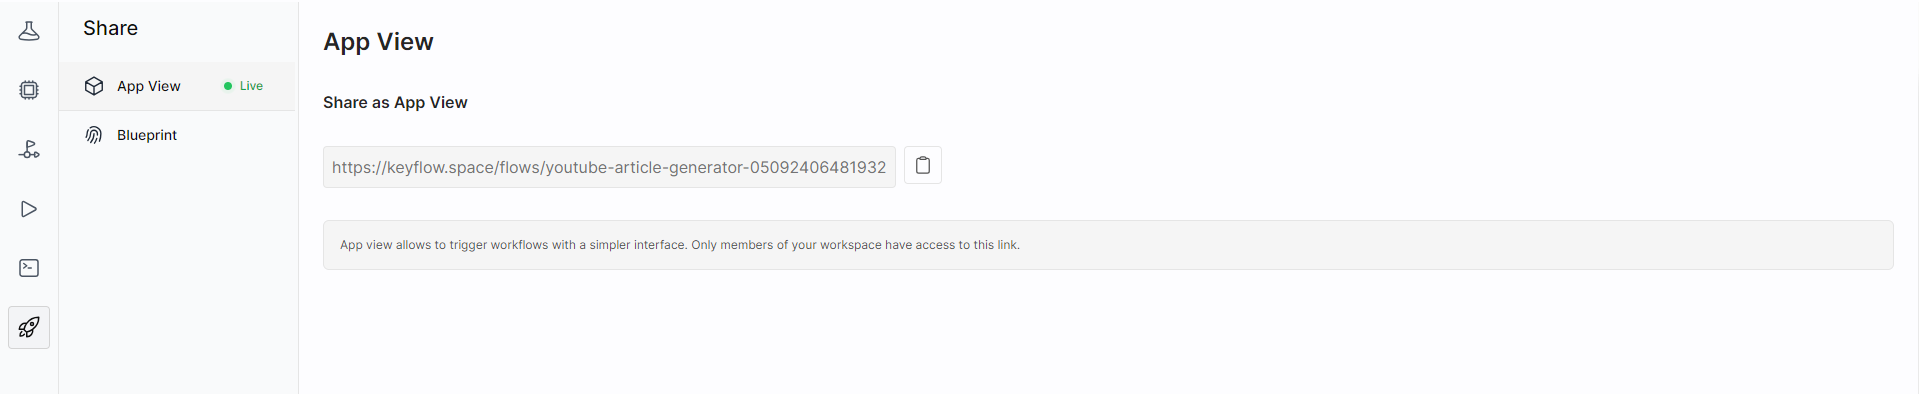 Share
App View
Live
Blueprint
App View
Share as App View
https://keyflow.space/flows/youtube-article-generator-05092406481932
App view allows to trigger workflows with a simpler interface. Only members of your workspace have access to this link.